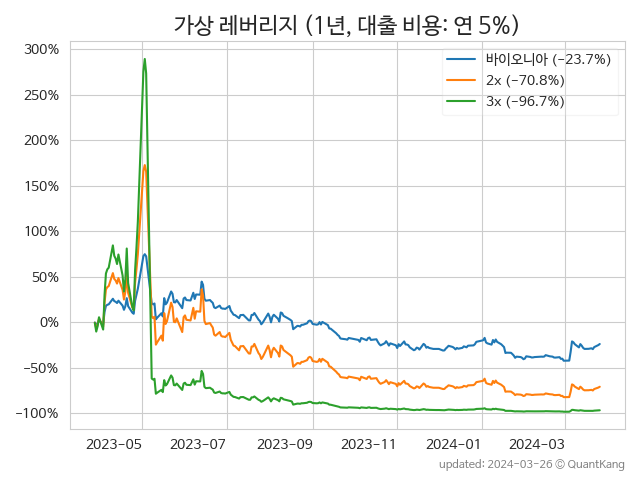 가상 레버리지 (1년, 대출 비용: 연 5%)
바이오니아 (−23.7%)
2x (−70.8%)
3x (−96.7%)
300%
250%
200%
150%
100%
50%
0%
−50%
−100%
2023-05 2023-07 2023-09 2023-11 2024-01 2024-03
updated: 2024-03-26 © QuantKang